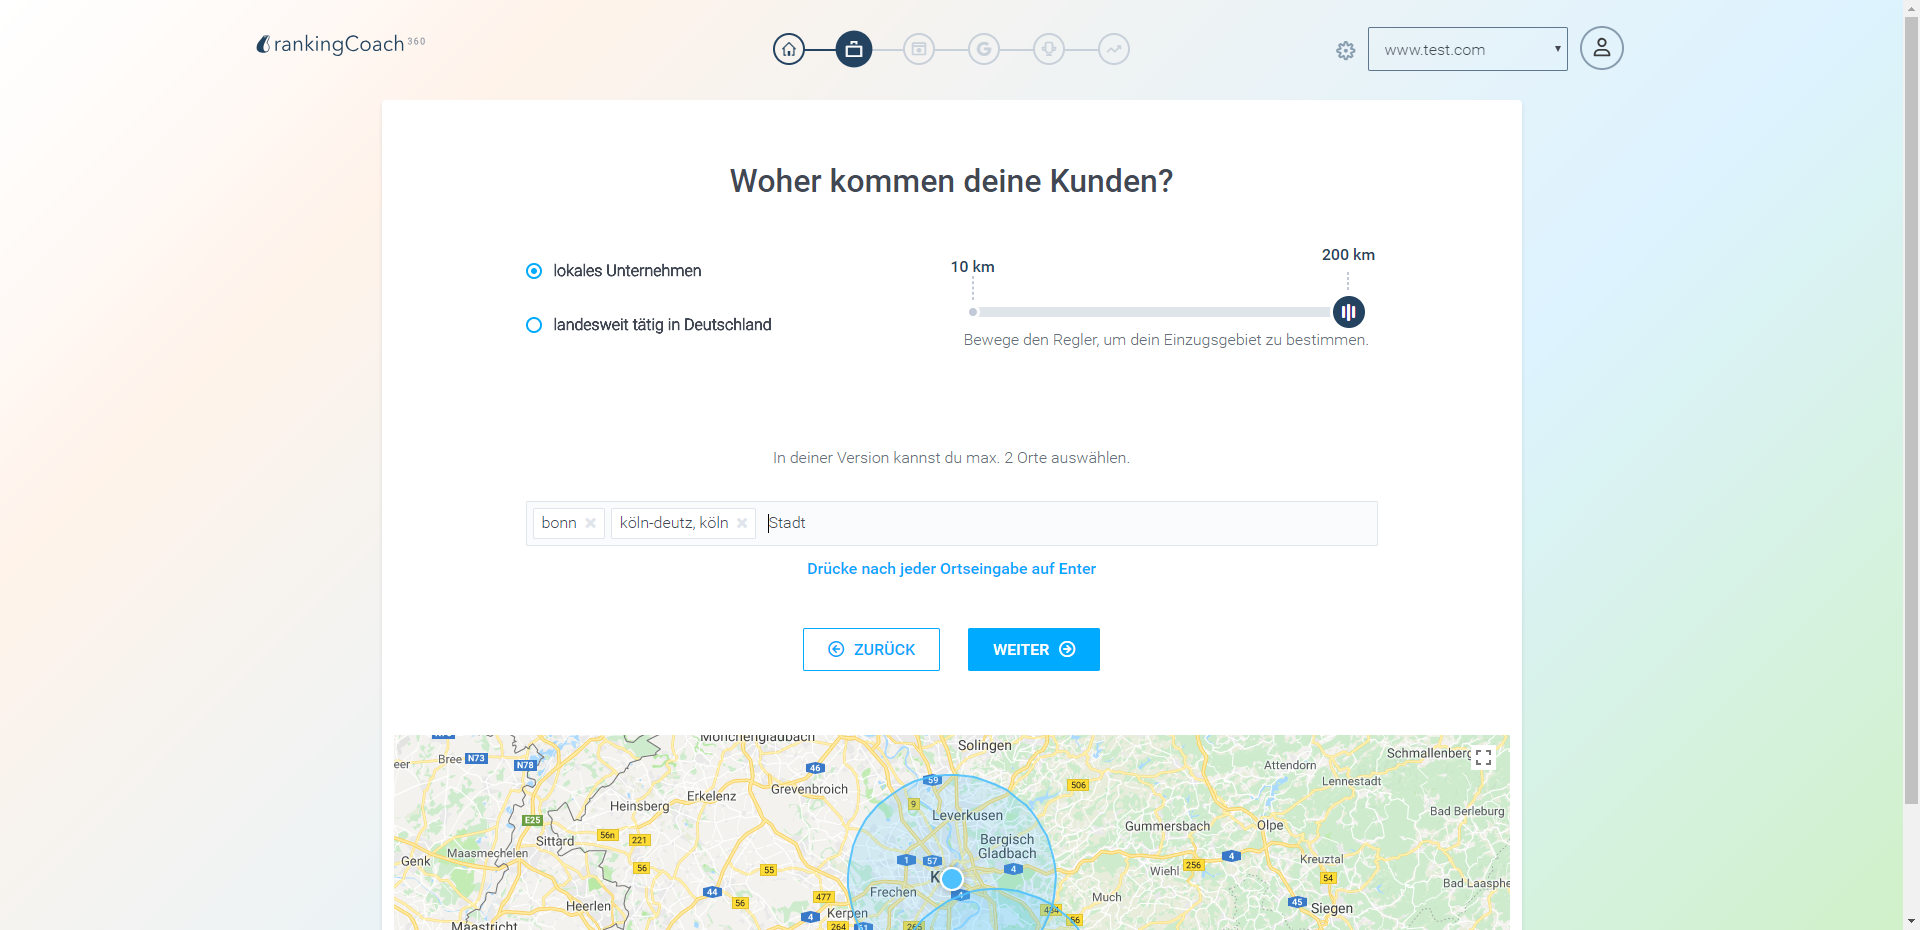 rankingCoach 360
www.test.com
Woher kommen deine Kunden?
lokales Unternehmen
landesweit tätig in Deutschland
10 km
200 km
Bewege den Regler, um dein Einzugsgebiet zu bestimmen.
In deiner Version kannst du max. 2 Orte auswählen.
bonn
köln-deutz, köln
Stadt
Drücke nach jeder Ortseingabe auf Enter
ZURÜCK
WEITER
Mönchengladbach
Solingen
Schmallenberg
eer
Bree
N73
N78
46
59
Attendorn
Lennestadt
Grevenbroich
506
Erkelenz
Heinsberg
9
Leverkusen
Bad Berleburg
E25
Sittard
56n
221
Bergisch
Gladbach
Gummersbach
Olpe
Genk
Maasmechelen
56
55
1
57
4
Wiehl
256
4
Kreuztal
54
K
44
Frechen
4
Much
Bad Laasphe
56
477
Heerlen
4
Kerpen
484
56
45
Siegen
Maastricht
264
61
265